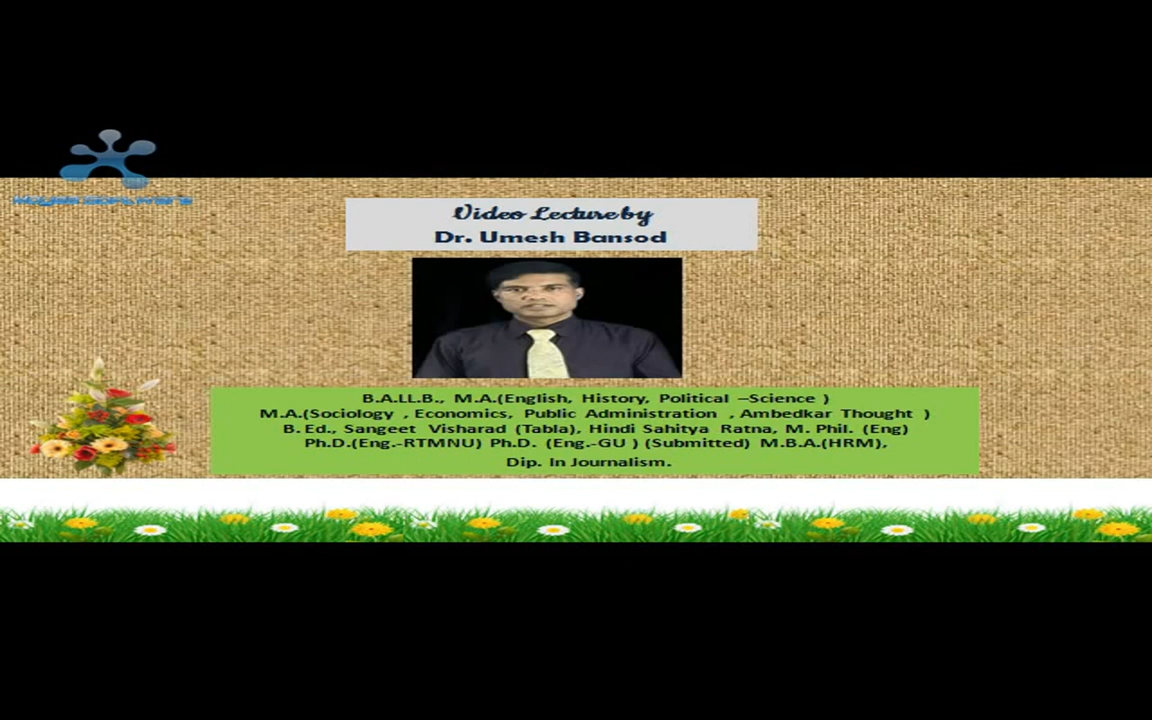 Video Lecture by
Dr. Umesh Bansod
B.A.LL.B., M.A.(English, History, Political –Science )
M.A.(Sociology , Economics, Public Administration , Ambedkar Thought )
B. Ed., Sangeet Visharad (Tabla), Hindi Sahitya Ratna, M. Phil. (Eng)
Ph.D.(Eng.-RTMNU) Ph.D. (Eng.-GU ) (Submitted) M.B.A.(HRM),
Dip. In Journalism.